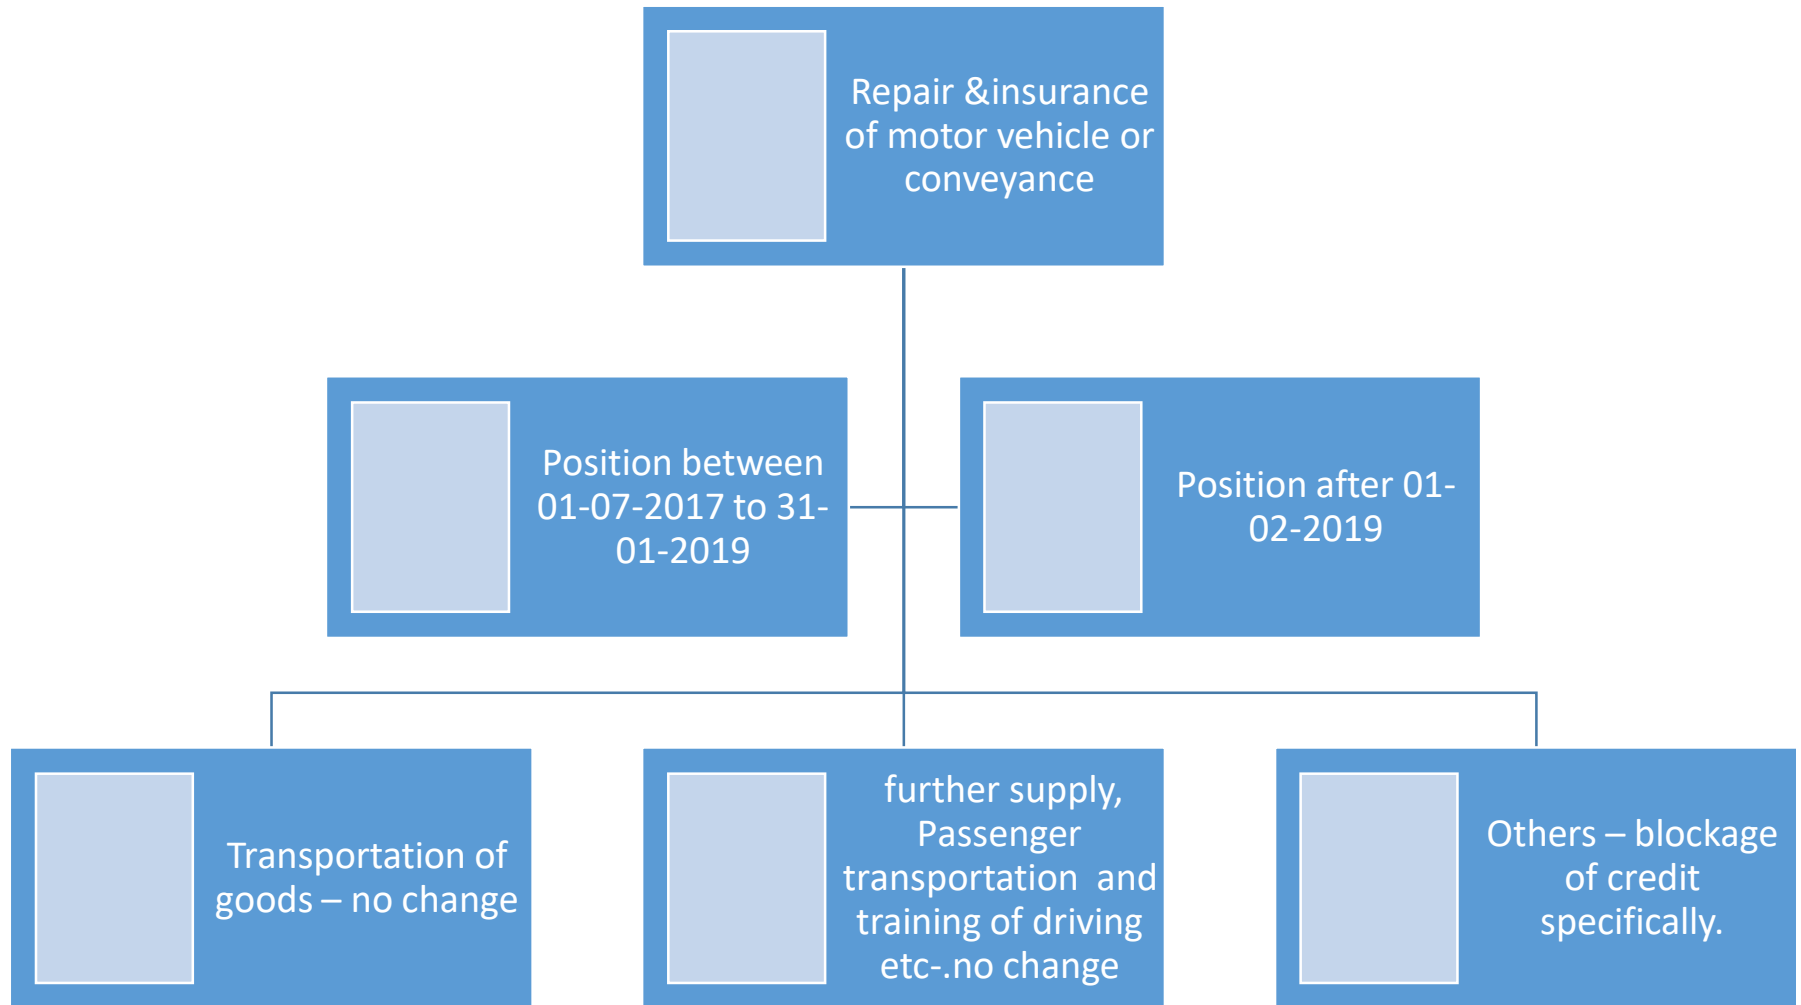 Repair &insurance
of motor vehicle or
conveyance
Position between
01-07-2017 to 31-
01-2019
Position after 01-
02-2019
Transportation of
goods – no change
further supply,
Passenger
transportation  and
training of driving
etc-.no change
Others – blockage
of credit
specifically.